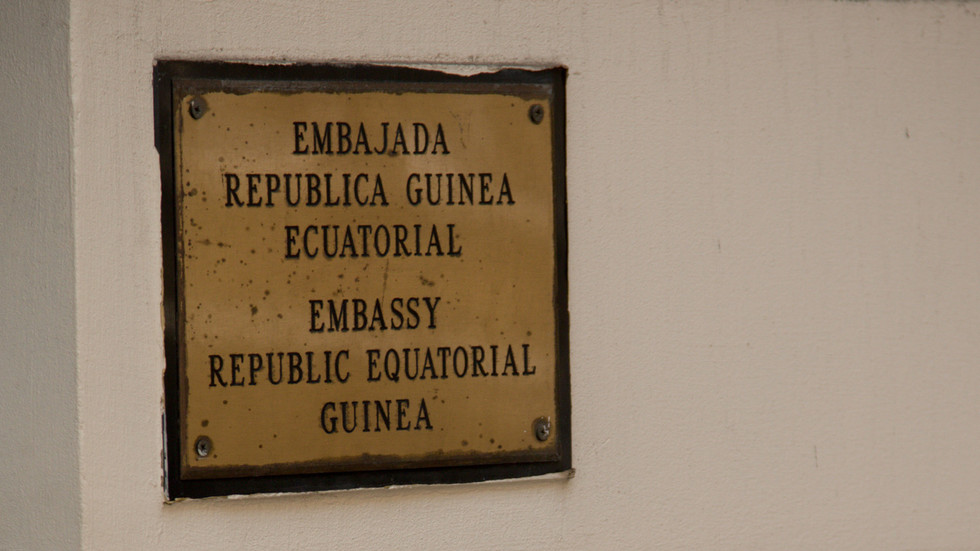 EMBAJADA
REPUBLICA GUINEA
ECUATORIAL
EMBASSY
REPUBLIC EQUATORIAL
GUINEA